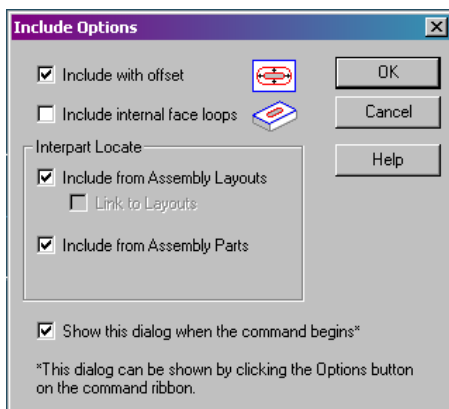 Include Options
Include with offset
OK
Include internal face loops
Cancel
Interpart Locate
Help
Include from Assembly Layouts
Link to Layouts
Include from Assembly Parts
Show this dialog when the command begins*
*This dialog can be shown by clicking the Options button
on the command ribbon.